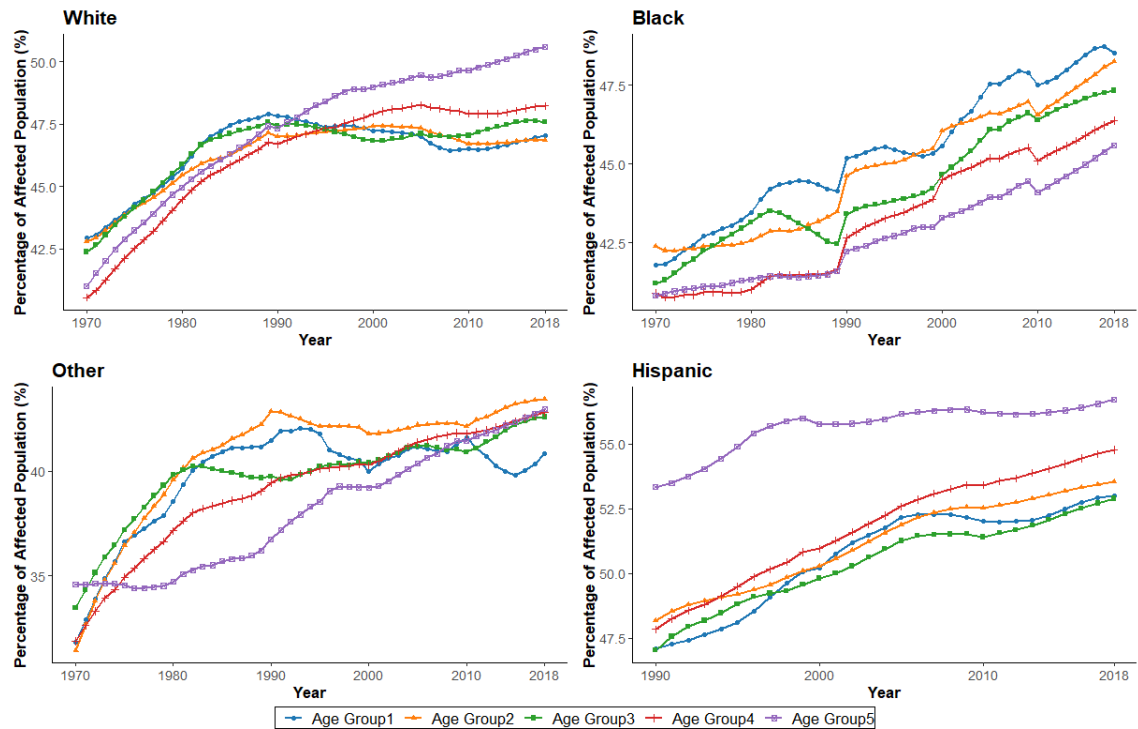 White
Percentage of Affected Population (%)
50.0
47.5
45.0
42.5
1970 1980 1990 2000 2010 2018
Year
Black
Percentage of Affected Population (%)
47.5
45.0
42.5
1970 1980 1990 2000 2010 2018
Year
Other
Percentage of Affected Population (%)
40
35
1970 1980 1990 2000 2010 2018
Year
Hispanic
Percentage of Affected Population (%)
55.0
52.5
50.0
47.5
1990 2000 2010 2018
Year
Age Group1 Age Group2 Age Group3 Age Group4 Age Group5